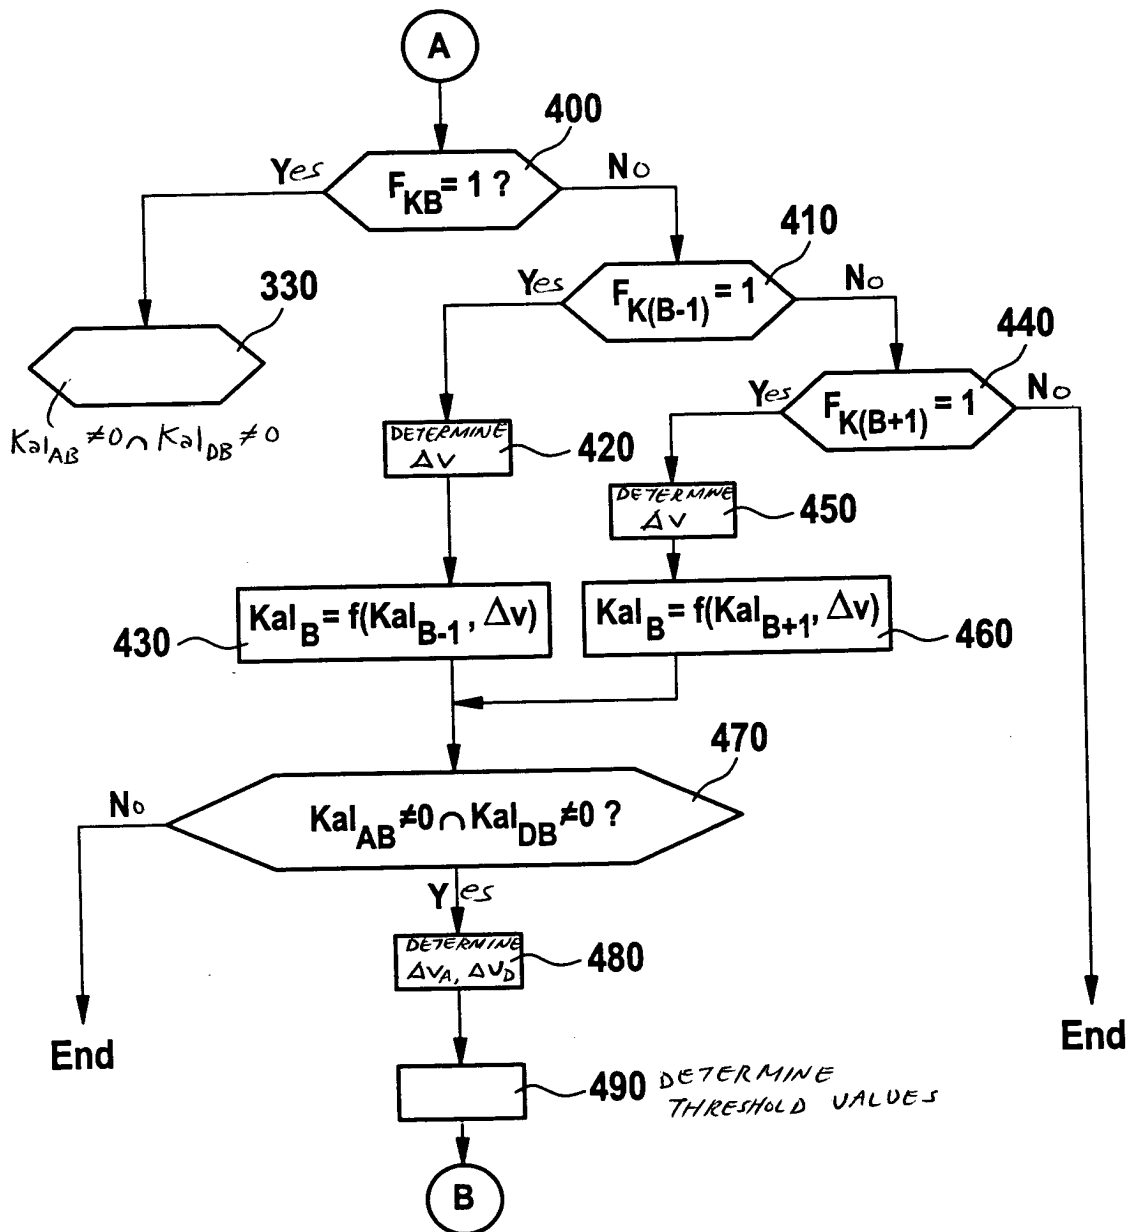 A
400
Yes
F_KB = 1 ?
No
410
330
Yes
F_K(B-1) = 1
No
440
Yes
F_K(B+1) = 1
No
Kal_AB ≠0 ∩ Kal_DB ≠0
DETERMINE
Δv
420
DETERMINE
Δv
450
Kal_B = f(Kal_B-1, Δv)
430
Kal_B = f(Kal_B+1, Δv)
460
470
No
Kal_AB ≠0 ∩ Kal_DB ≠0 ?
Yes
DETERMINE
Δv_A, Δv_D
480
End
End
490
DETERMINE
THRESHOLD VALUES
B